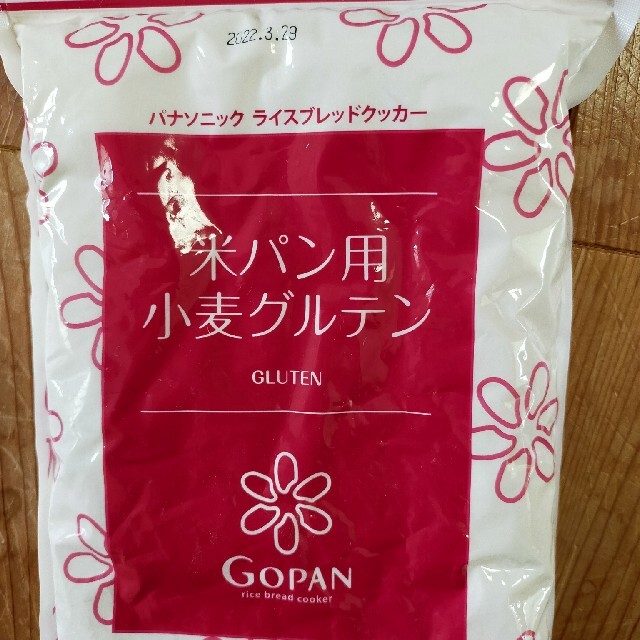 2022.3.29
パナソニック ライスブレッドクッカー
米パン用
小麦グルテン
GLUTEN
GOPAN
rice bread cooker